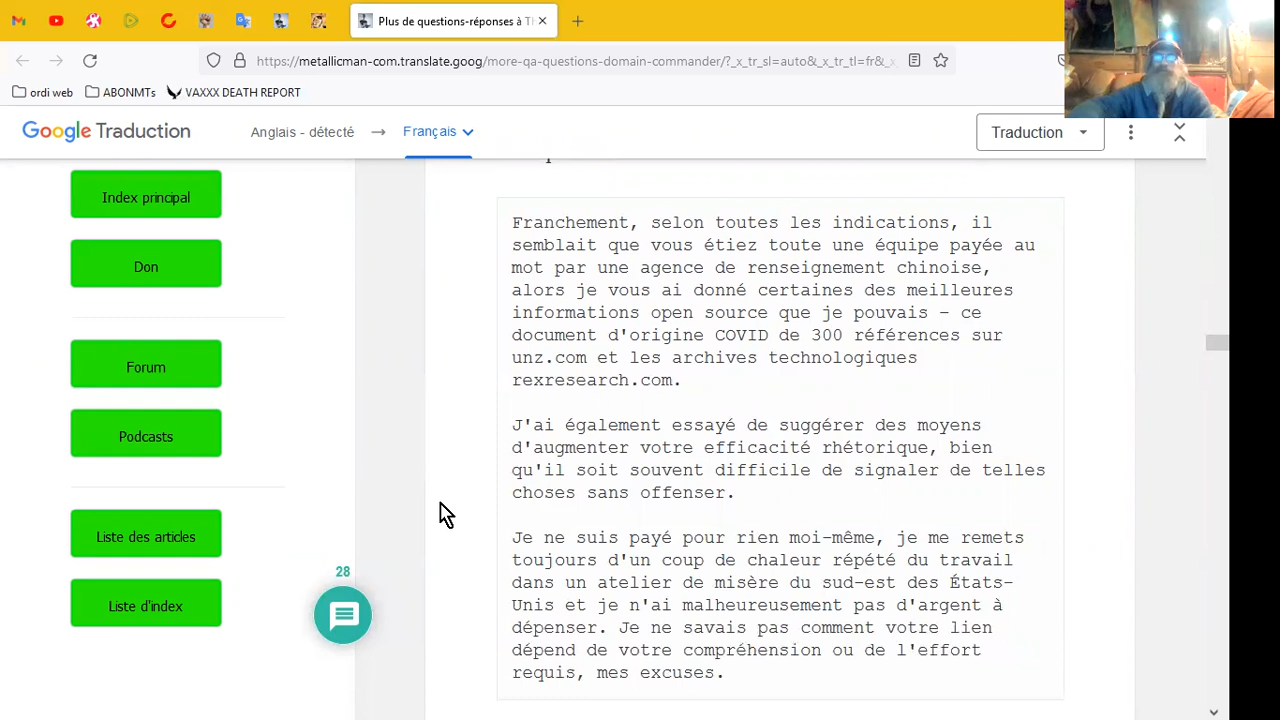 Plus de questions-réponses à Tl
https://metallicman-com.translate.goog/more-qa-questions-domain-commander/?_x_tr_sl=auto&_x_tr_tl=fr&_x_
ordi web
ABONMTs
VAXXX DEATH REPORT
Google Traduction
Anglais - détecté
Français
Traduction
Index principal
Don
Forum
Podcasts
Liste des articles
Liste d'index
28
Franchement, selon toutes les indications, il
semblait que vous étiez toute une équipe payée au
mot par une agence de renseignement chinoise,
alors je vous ai donné certaines des meilleures
informations open source que je pouvais – ce
document d'origine COVID de 300 références sur
unz.com et les archives technologiques
rexresearch.com.
J'ai également essayé de suggérer des moyens
d'augmenter votre efficacité rhétorique, bien
qu'il soit souvent difficile de signaler de telles
choses sans offenser.
Je ne suis payé pour rien moi-même, je me remets
toujours d'un coup de chaleur répété du travail
dans un atelier de misère du sud-est des États-
Unis et je n'ai malheureusement pas d'argent à
dépenser. Je ne savais pas comment votre lien
dépend de votre compréhension ou de l'effort
requis, mes excuses.